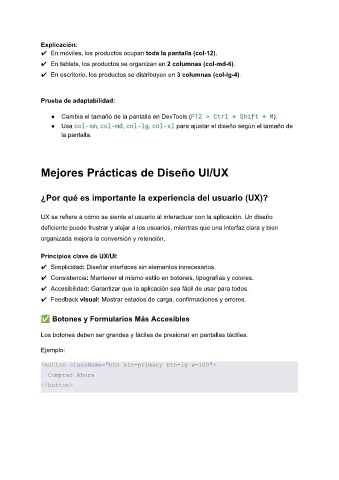 Explicación:
✔ En móviles, los productos ocupan toda la pantalla (col-12).
✔ En tablets, los productos se organizan en 2 columnas (col-md-6).
✔ En escritorio, los productos se distribuyen en 3 columnas (col-lg-4).
Prueba de adaptabilidad:
● Cambia el tamaño de la pantalla en DevTools (F12 > Ctrl + Shift + M).
● Usa col-sm, col-md, col-lg, col-xl para ajustar el diseño según el tamaño de
la pantalla.
Mejores Prácticas de Diseño UI/UX
¿Por qué es importante la experiencia del usuario (UX)?
UX se refiere a cómo se siente el usuario al interactuar con la aplicación. Un diseño
deficiente puede frustrar y alejar a los usuarios, mientras que una interfaz clara y bien
organizada mejora la conversión y retención.
Principios clave de UX/UI:
✔ Simplicidad: Diseñar interfaces sin elementos innecesarios.
✔ Consistencia: Mantener el mismo estilo en botones, tipografías y colores.
✔ Accesibilidad: Garantizar que la aplicación sea fácil de usar para todos.
✔ Feedback visual: Mostrar estados de carga, confirmaciones y errores.
✅ Botones y Formularios Más Accesibles
Los botones deben ser grandes y fáciles de presionar en pantallas táctiles.
Ejemplo:
<button className="btn btn-primary btn-lg w-100">
Comprar Ahora
</button>